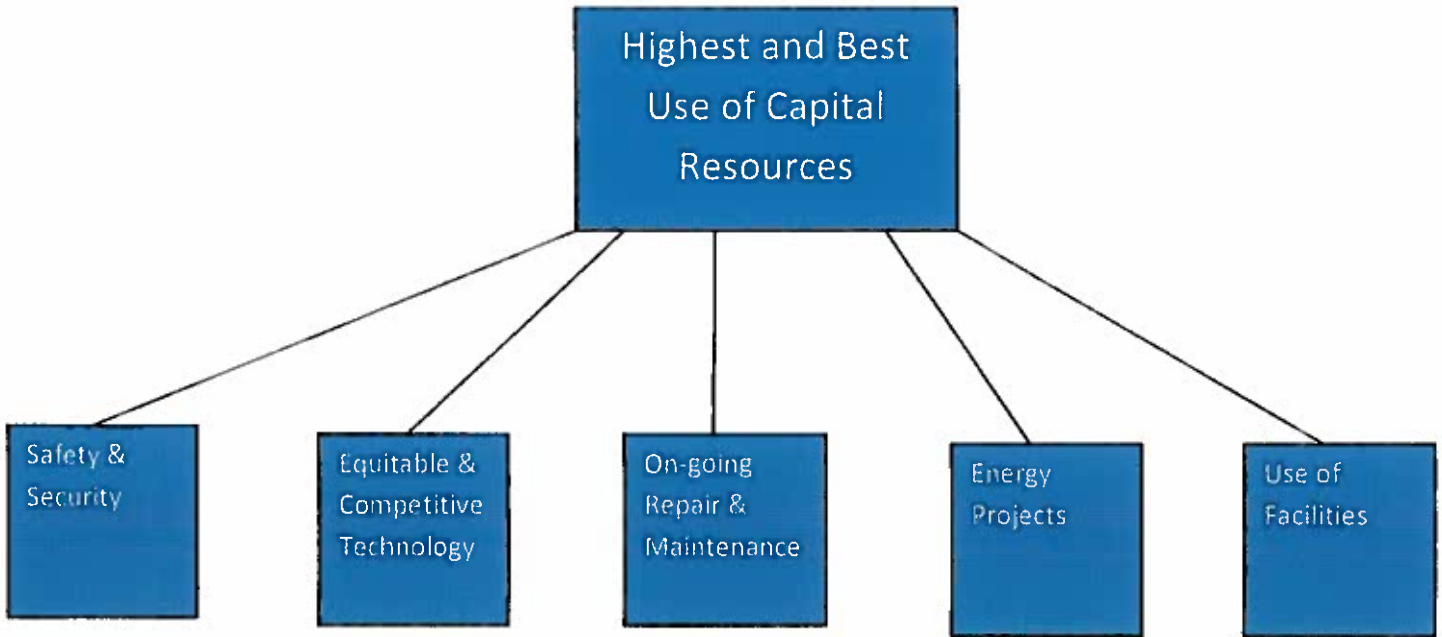 Highest and Best
Use of Capital
Resources
Safety &
Security
Equitable &
Competitive
Technology
On-going
Repair &
Maintenance
Energy
Projects
Use of
Facilities